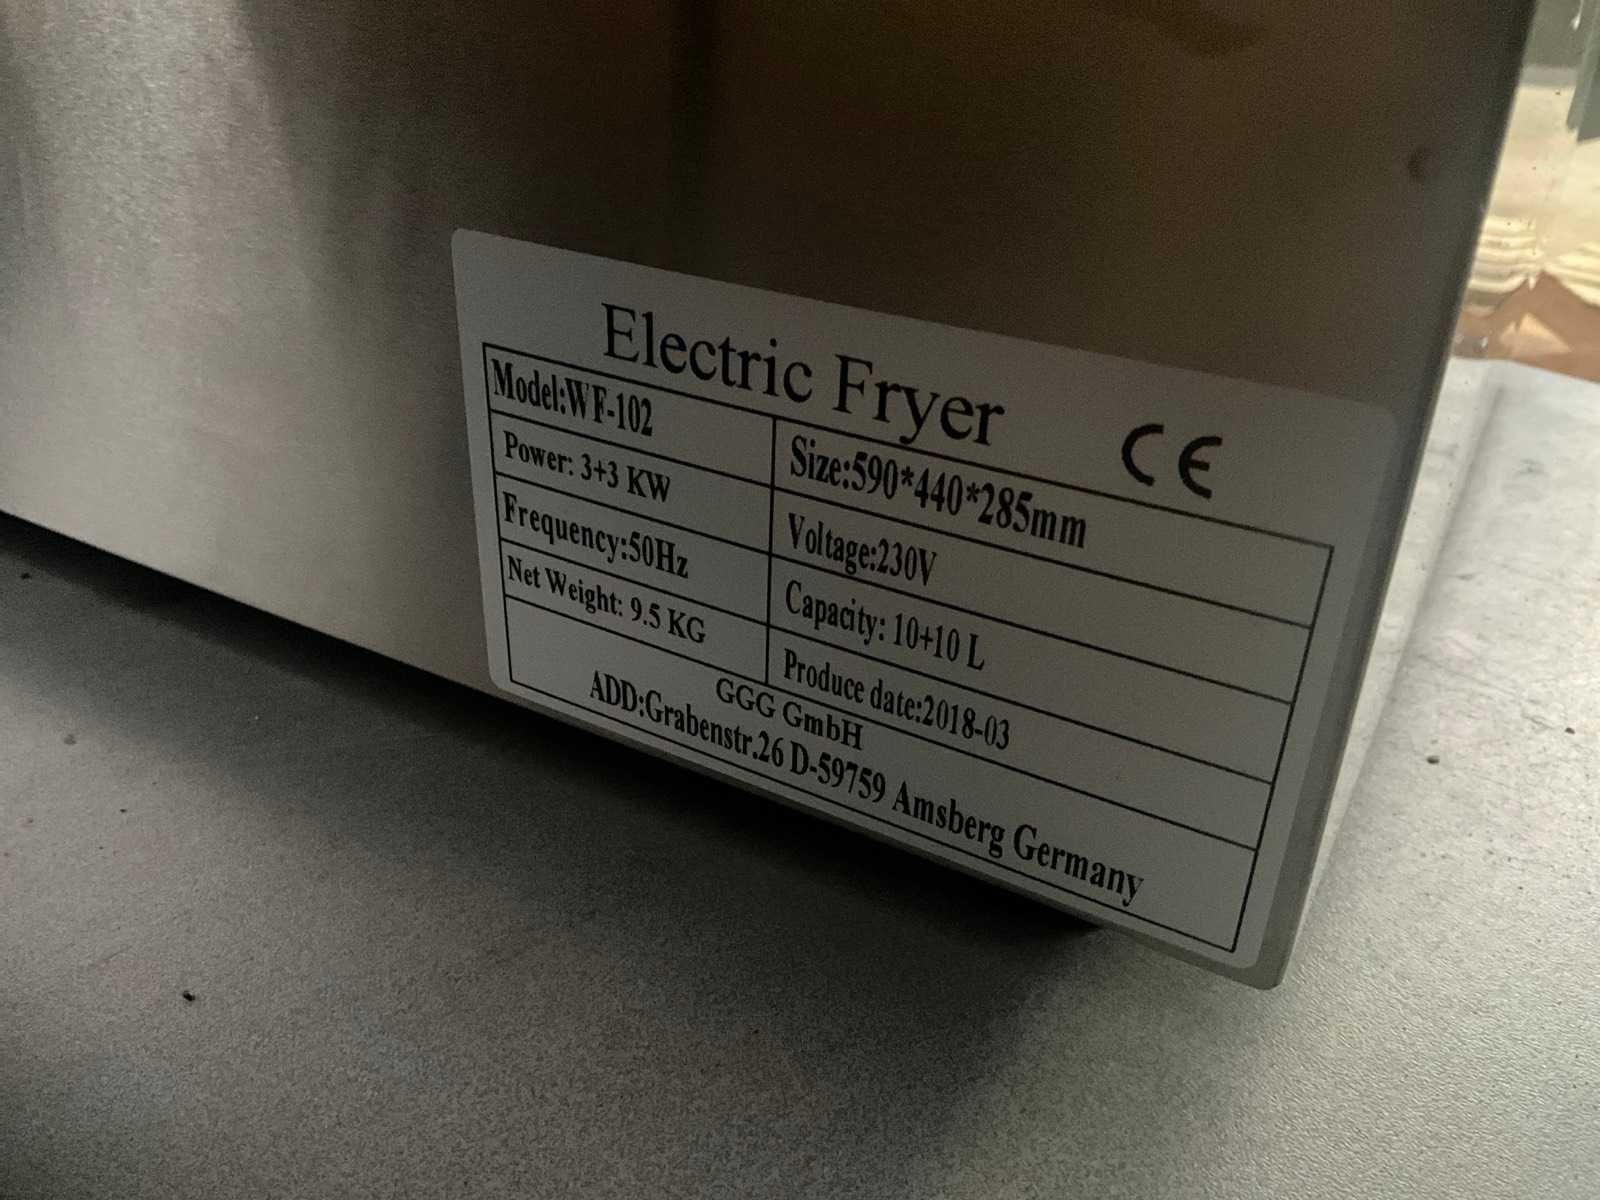 Electric Fryer
CE
Model:WF-102 Size:590*440*285mm
Power: 3+3 KW Voltage:230V
Frequency:50Hz Capacity: 10+10 L
Net Weight: 9.5 KG Produce date:2018-03
GGG GmbH
ADD:Grabenstr.26 D-59759 Amsberg Germany